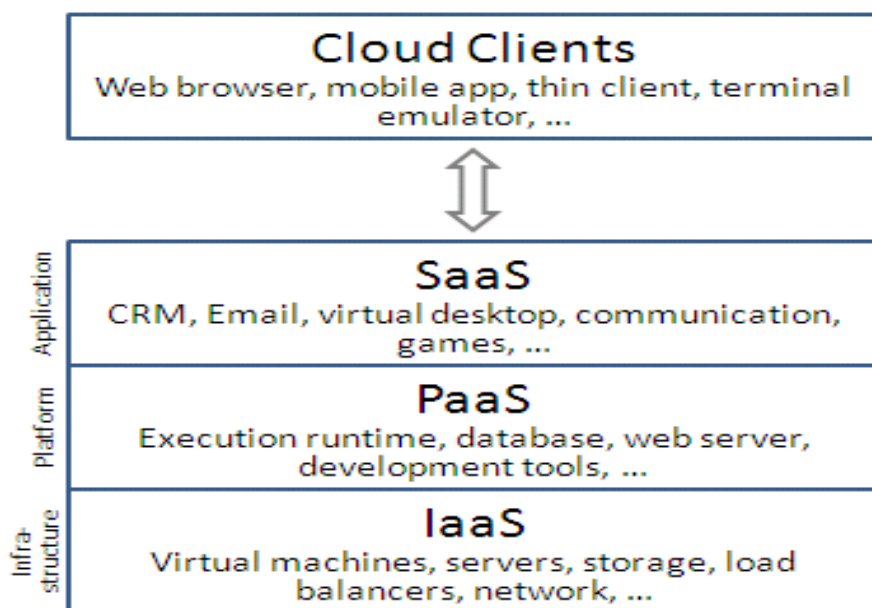 Cloud Clients
Web browser, mobile app, thin client, terminal
emulator, ...
Application
SaaS
CRM, Email, virtual desktop, communication,
games, ...
Platform
PaaS
Execution runtime, database, web server,
development tools, ...
Infra-
structure
IaaS
Virtual machines, servers, storage, load
balancers, network, ...